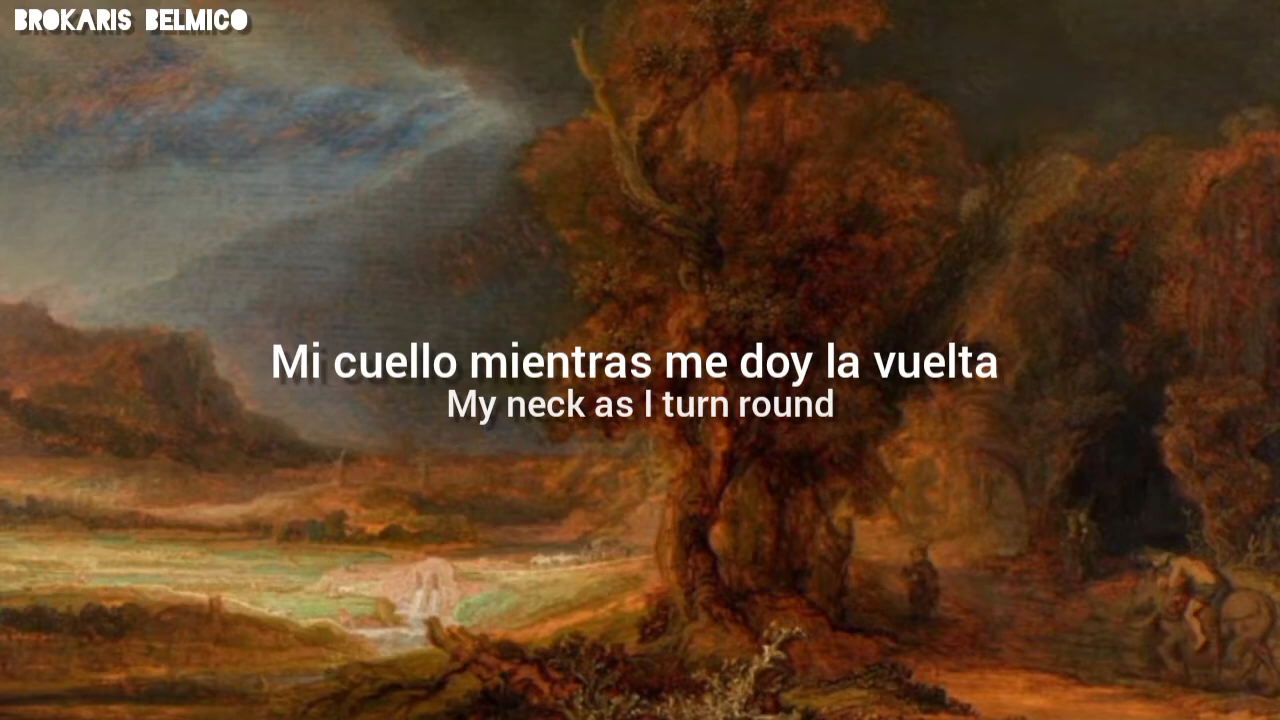 BROKARIS BELMICO
Mi cuello mientras me doy la vuelta
My neck as I turn round